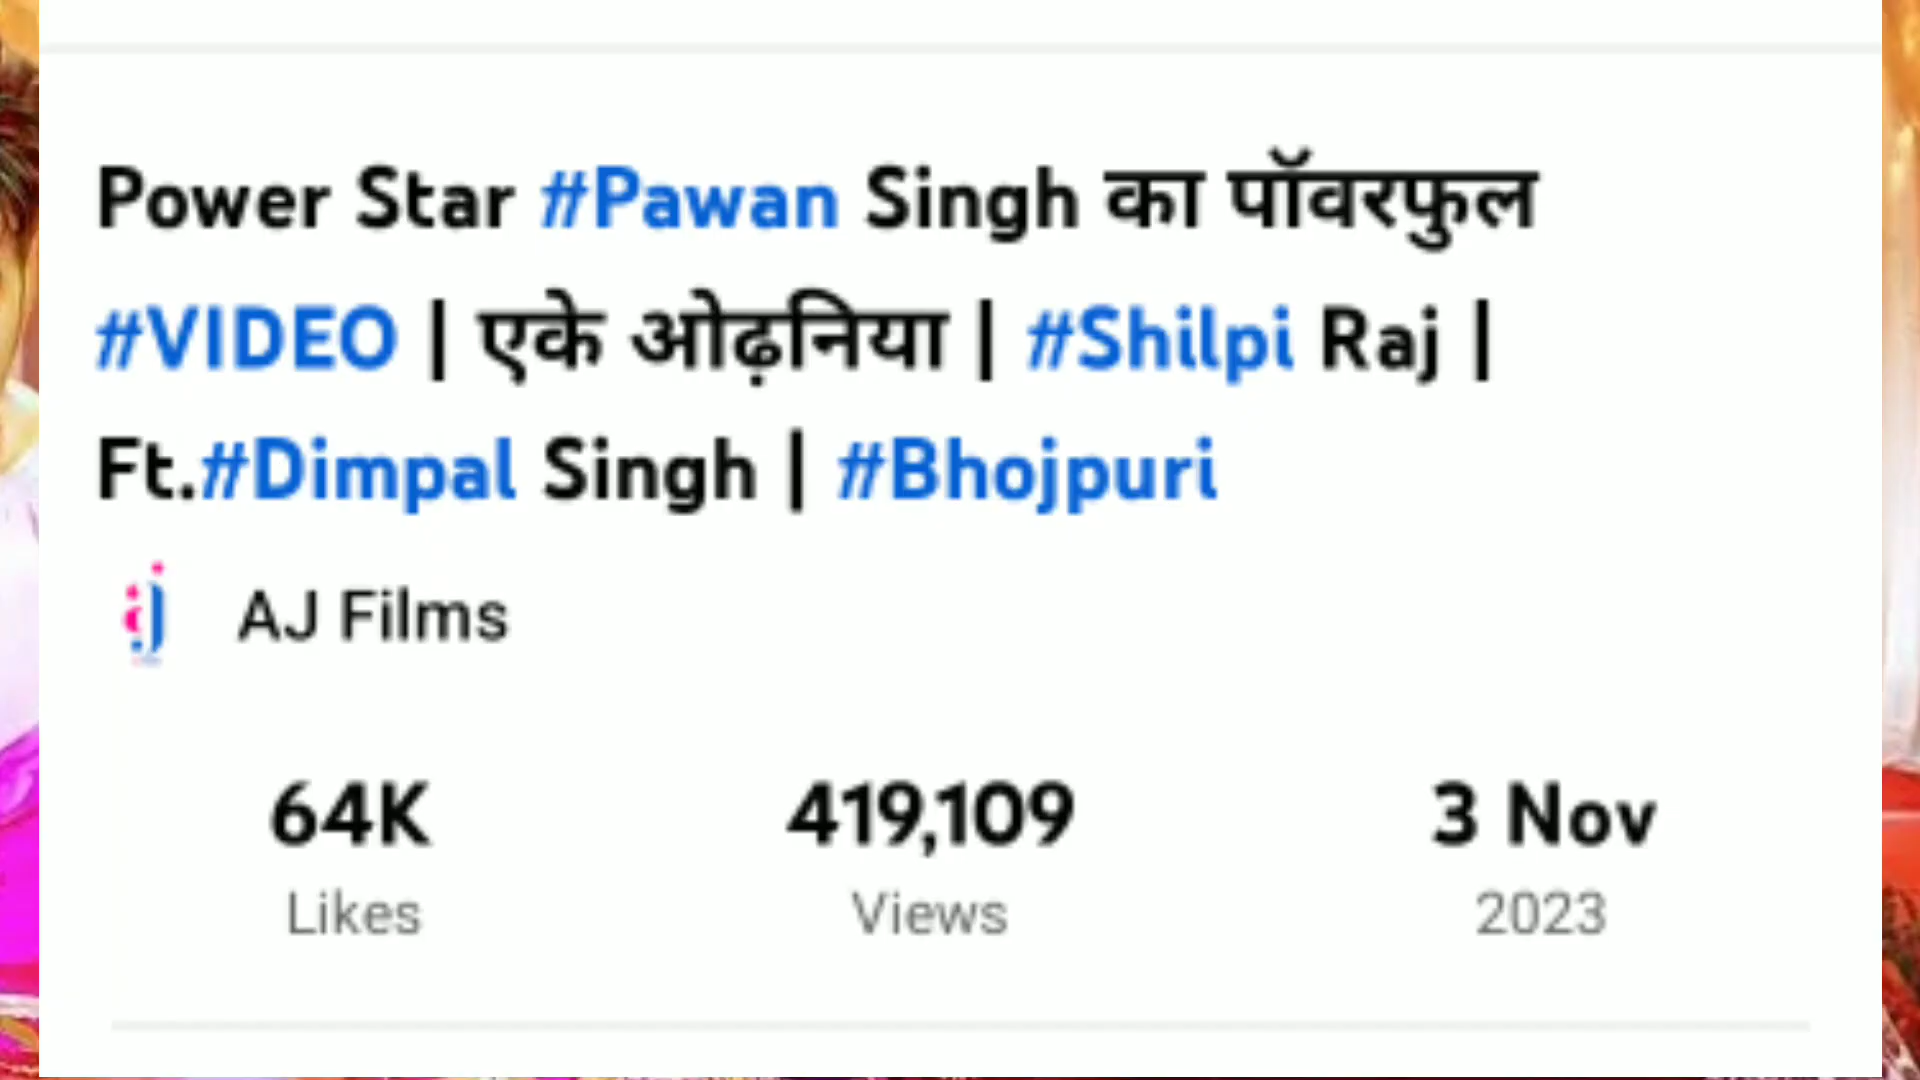 Power Star #Pawan Singh का पॉवरफुल
#VIDEO | एके ओढ़निया | #Shilpi Raj |
Ft.#Dimpal Singh | #Bhojpuri
AJ Films
64K 419,109 3 Nov
Likes Views 2023